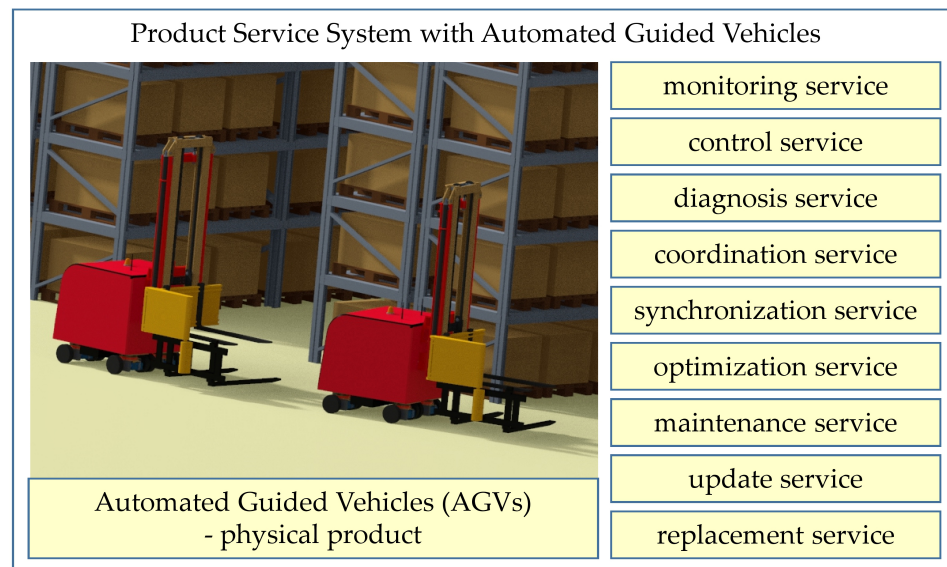 Product Service System with Automated Guided Vehicles
monitoring service
control service
diagnosis service
coordination service
synchronization service
optimization service
maintenance service
update service
replacement service
Automated Guided Vehicles (AGVs)
- physical product